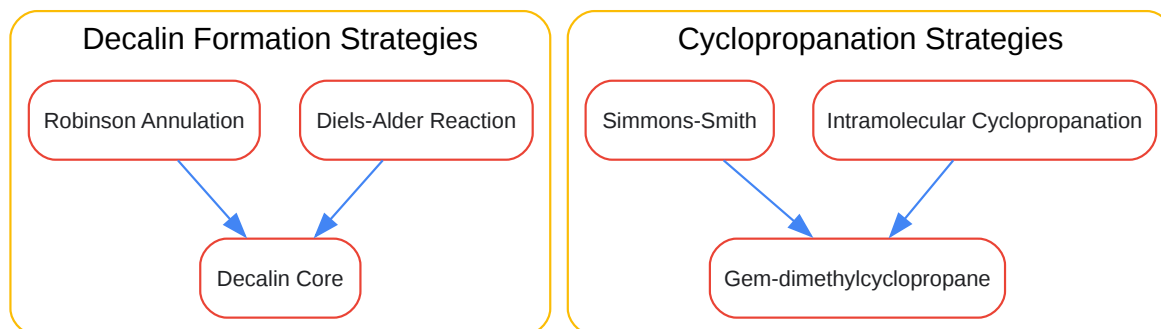 Decalin Formation Strategies
Robinson Annulation
Diels-Alder Reaction
Decalin Core
Cyclopropanation Strategies
Simmons-Smith
Intramolecular Cyclopropanation
Gem-dimethylcyclopropane